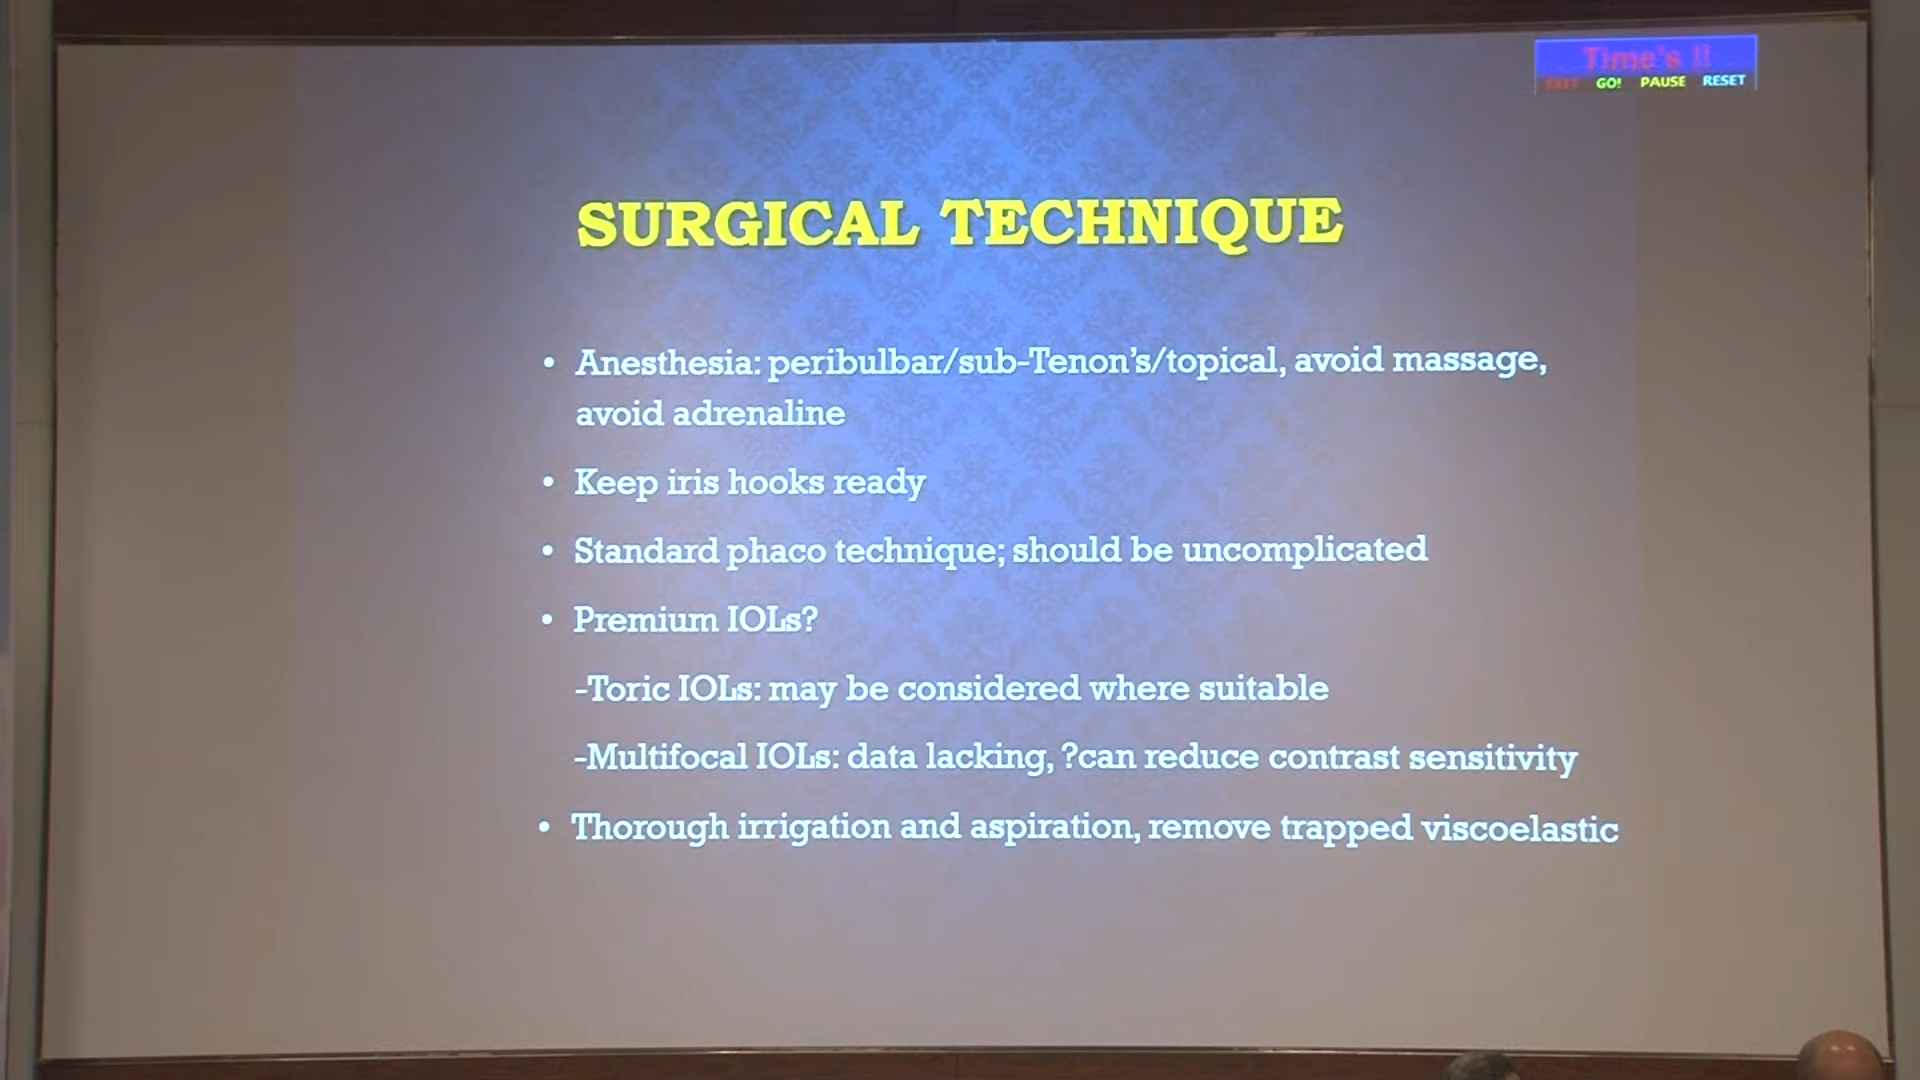 Time's
EXIT GO! PAUSE RESET
SURGICAL TECHNIQUE
• Anesthesia: peribulbar/sub-Tenon's/topical, avoid massage,
avoid adrenaline
• Keep iris hooks ready
• Standard phaco technique; should be uncomplicated
• Premium IOLs?
-Toric IOLs: may be considered where suitable
-Multifocal IOLs: data lacking, ?can reduce contrast sensitivity
• Thorough irrigation and aspiration, remove trapped viscoelastic